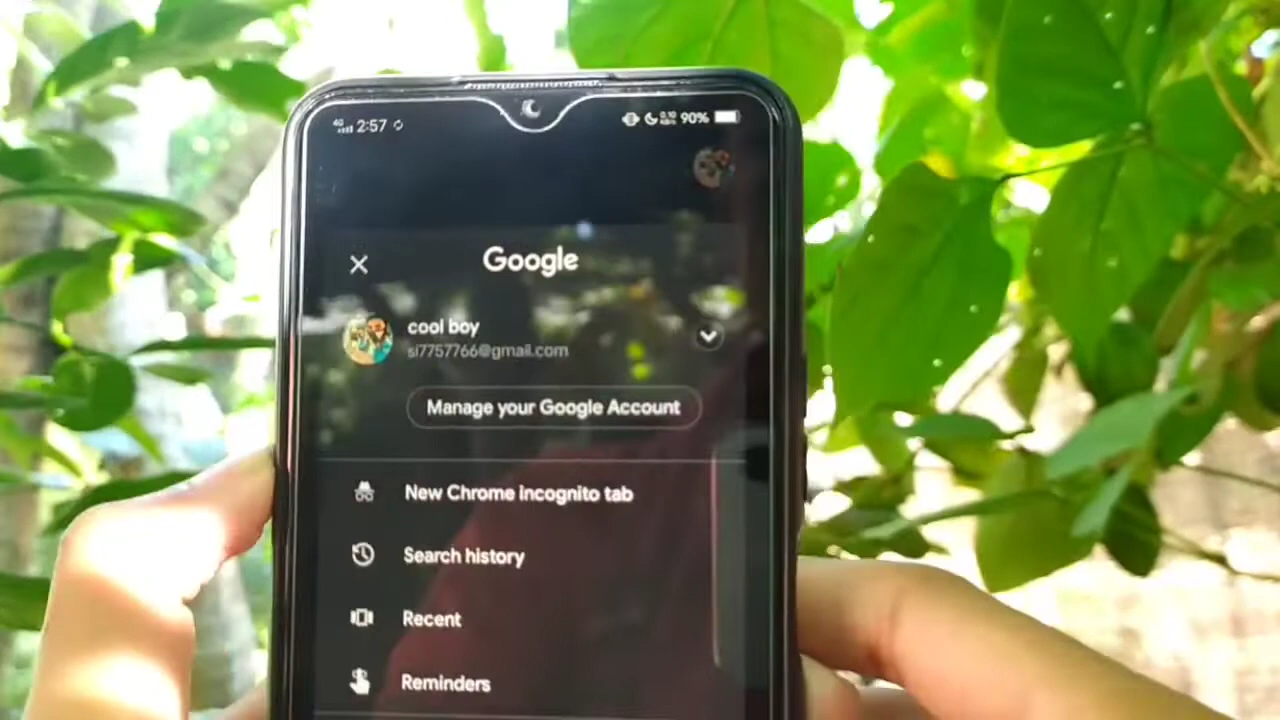 4G 2:57 90%
Google
cool boy
si7757766@gmail.com
Manage your Google Account
New Chrome Incognito tab
Search history
Recent
Reminders